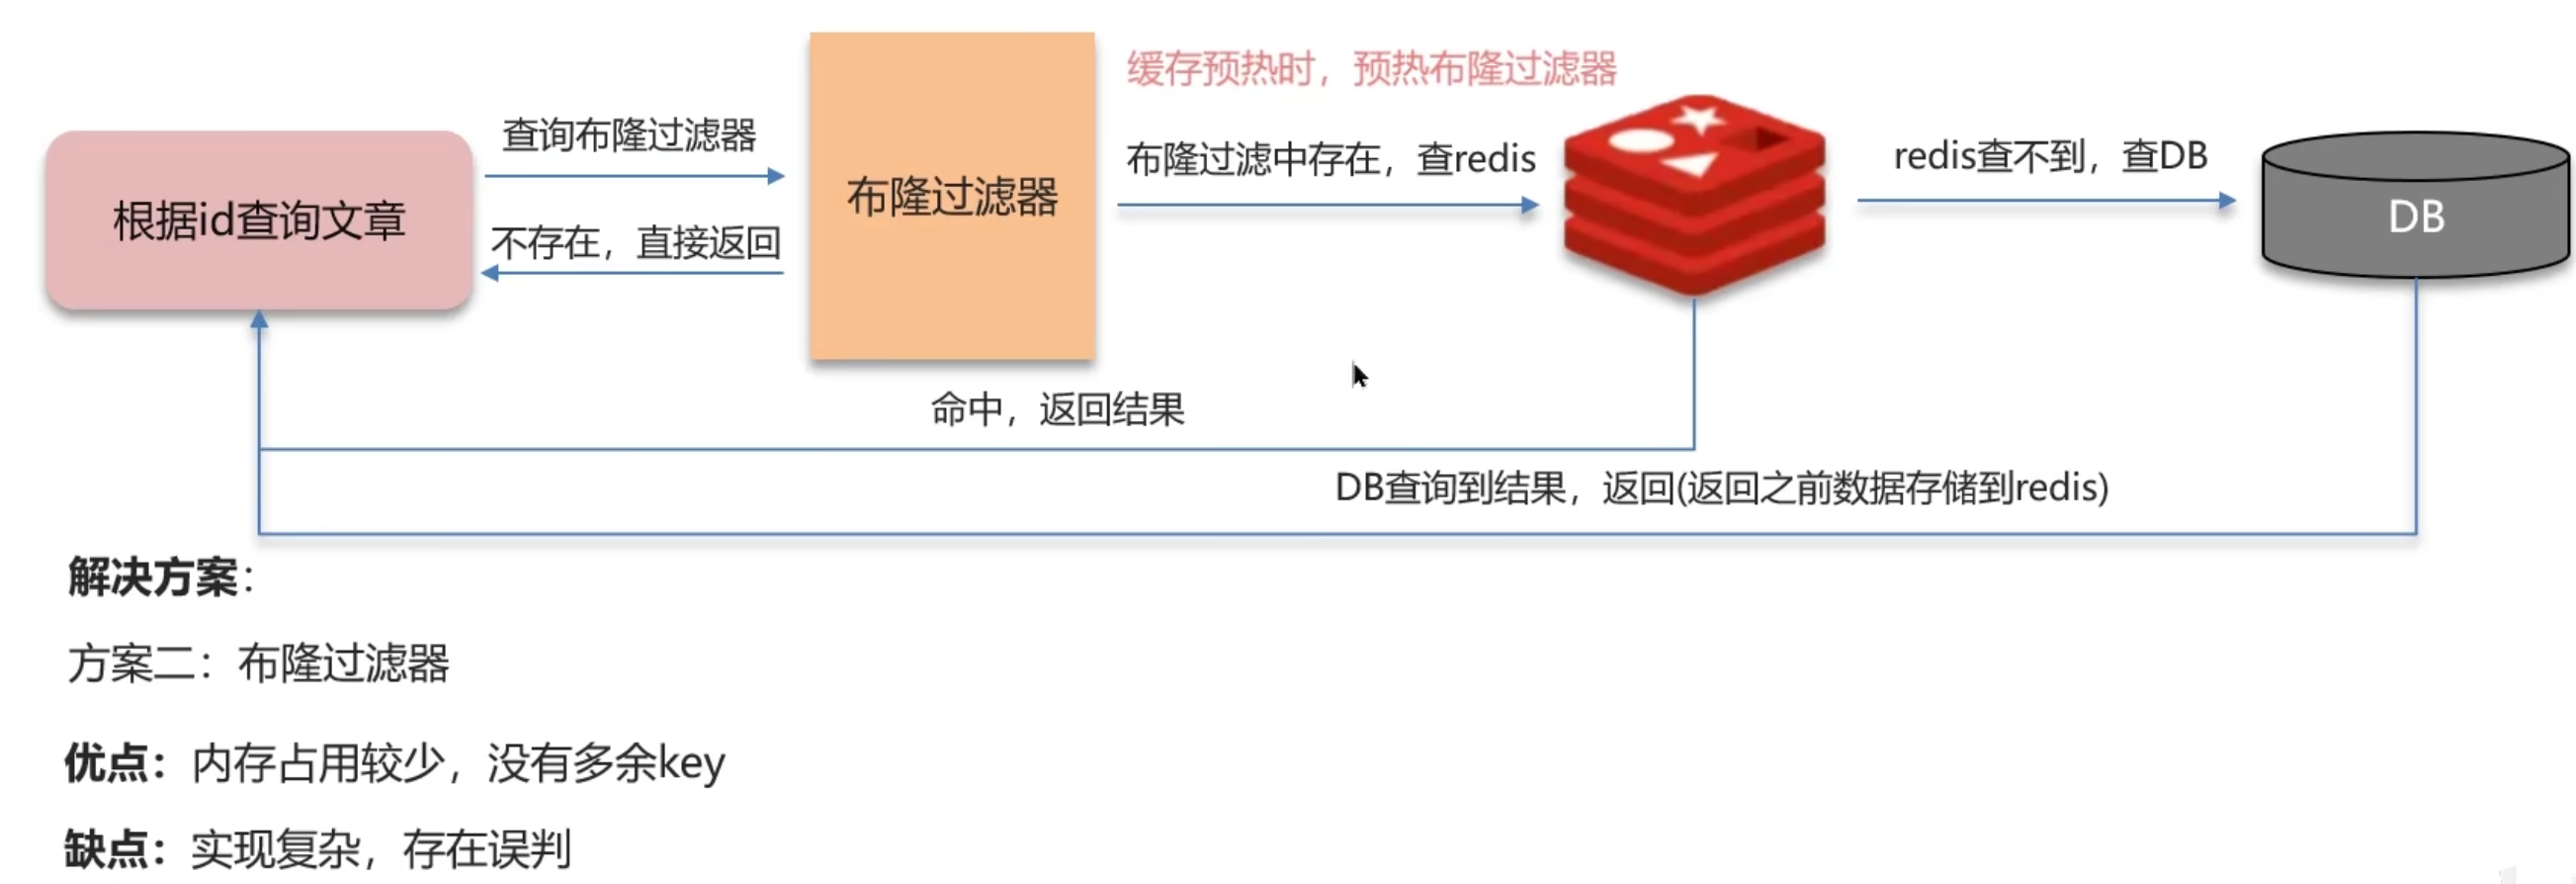 缓存预热时，预热布隆过滤器
查询布隆过滤器
布隆过滤中存在，查redis
redis查不到，查DB
根据id查询文章
布隆过滤器
DB
不存在，直接返回
命中，返回结果
DB查询到结果，返回(返回之前数据存储到redis)
解决方案：
方案二：布隆过滤器
优点：内存占用较少，没有多余key
缺点：实现复杂，存在误判